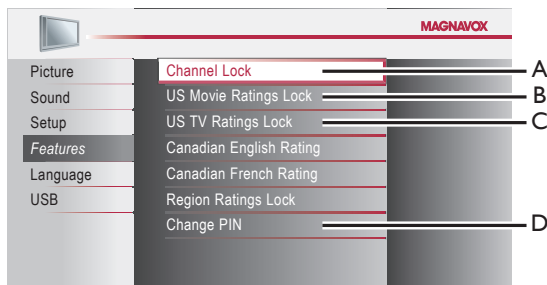 MAGNAVOX
Picture
Sound
Setup
Features
Language
USB
Channel Lock
US Movie Ratings Lock
US TV Ratings Lock
Canadian English Rating
Canadian French Rating
Region Ratings Lock
Change PIN
A
B
C
D